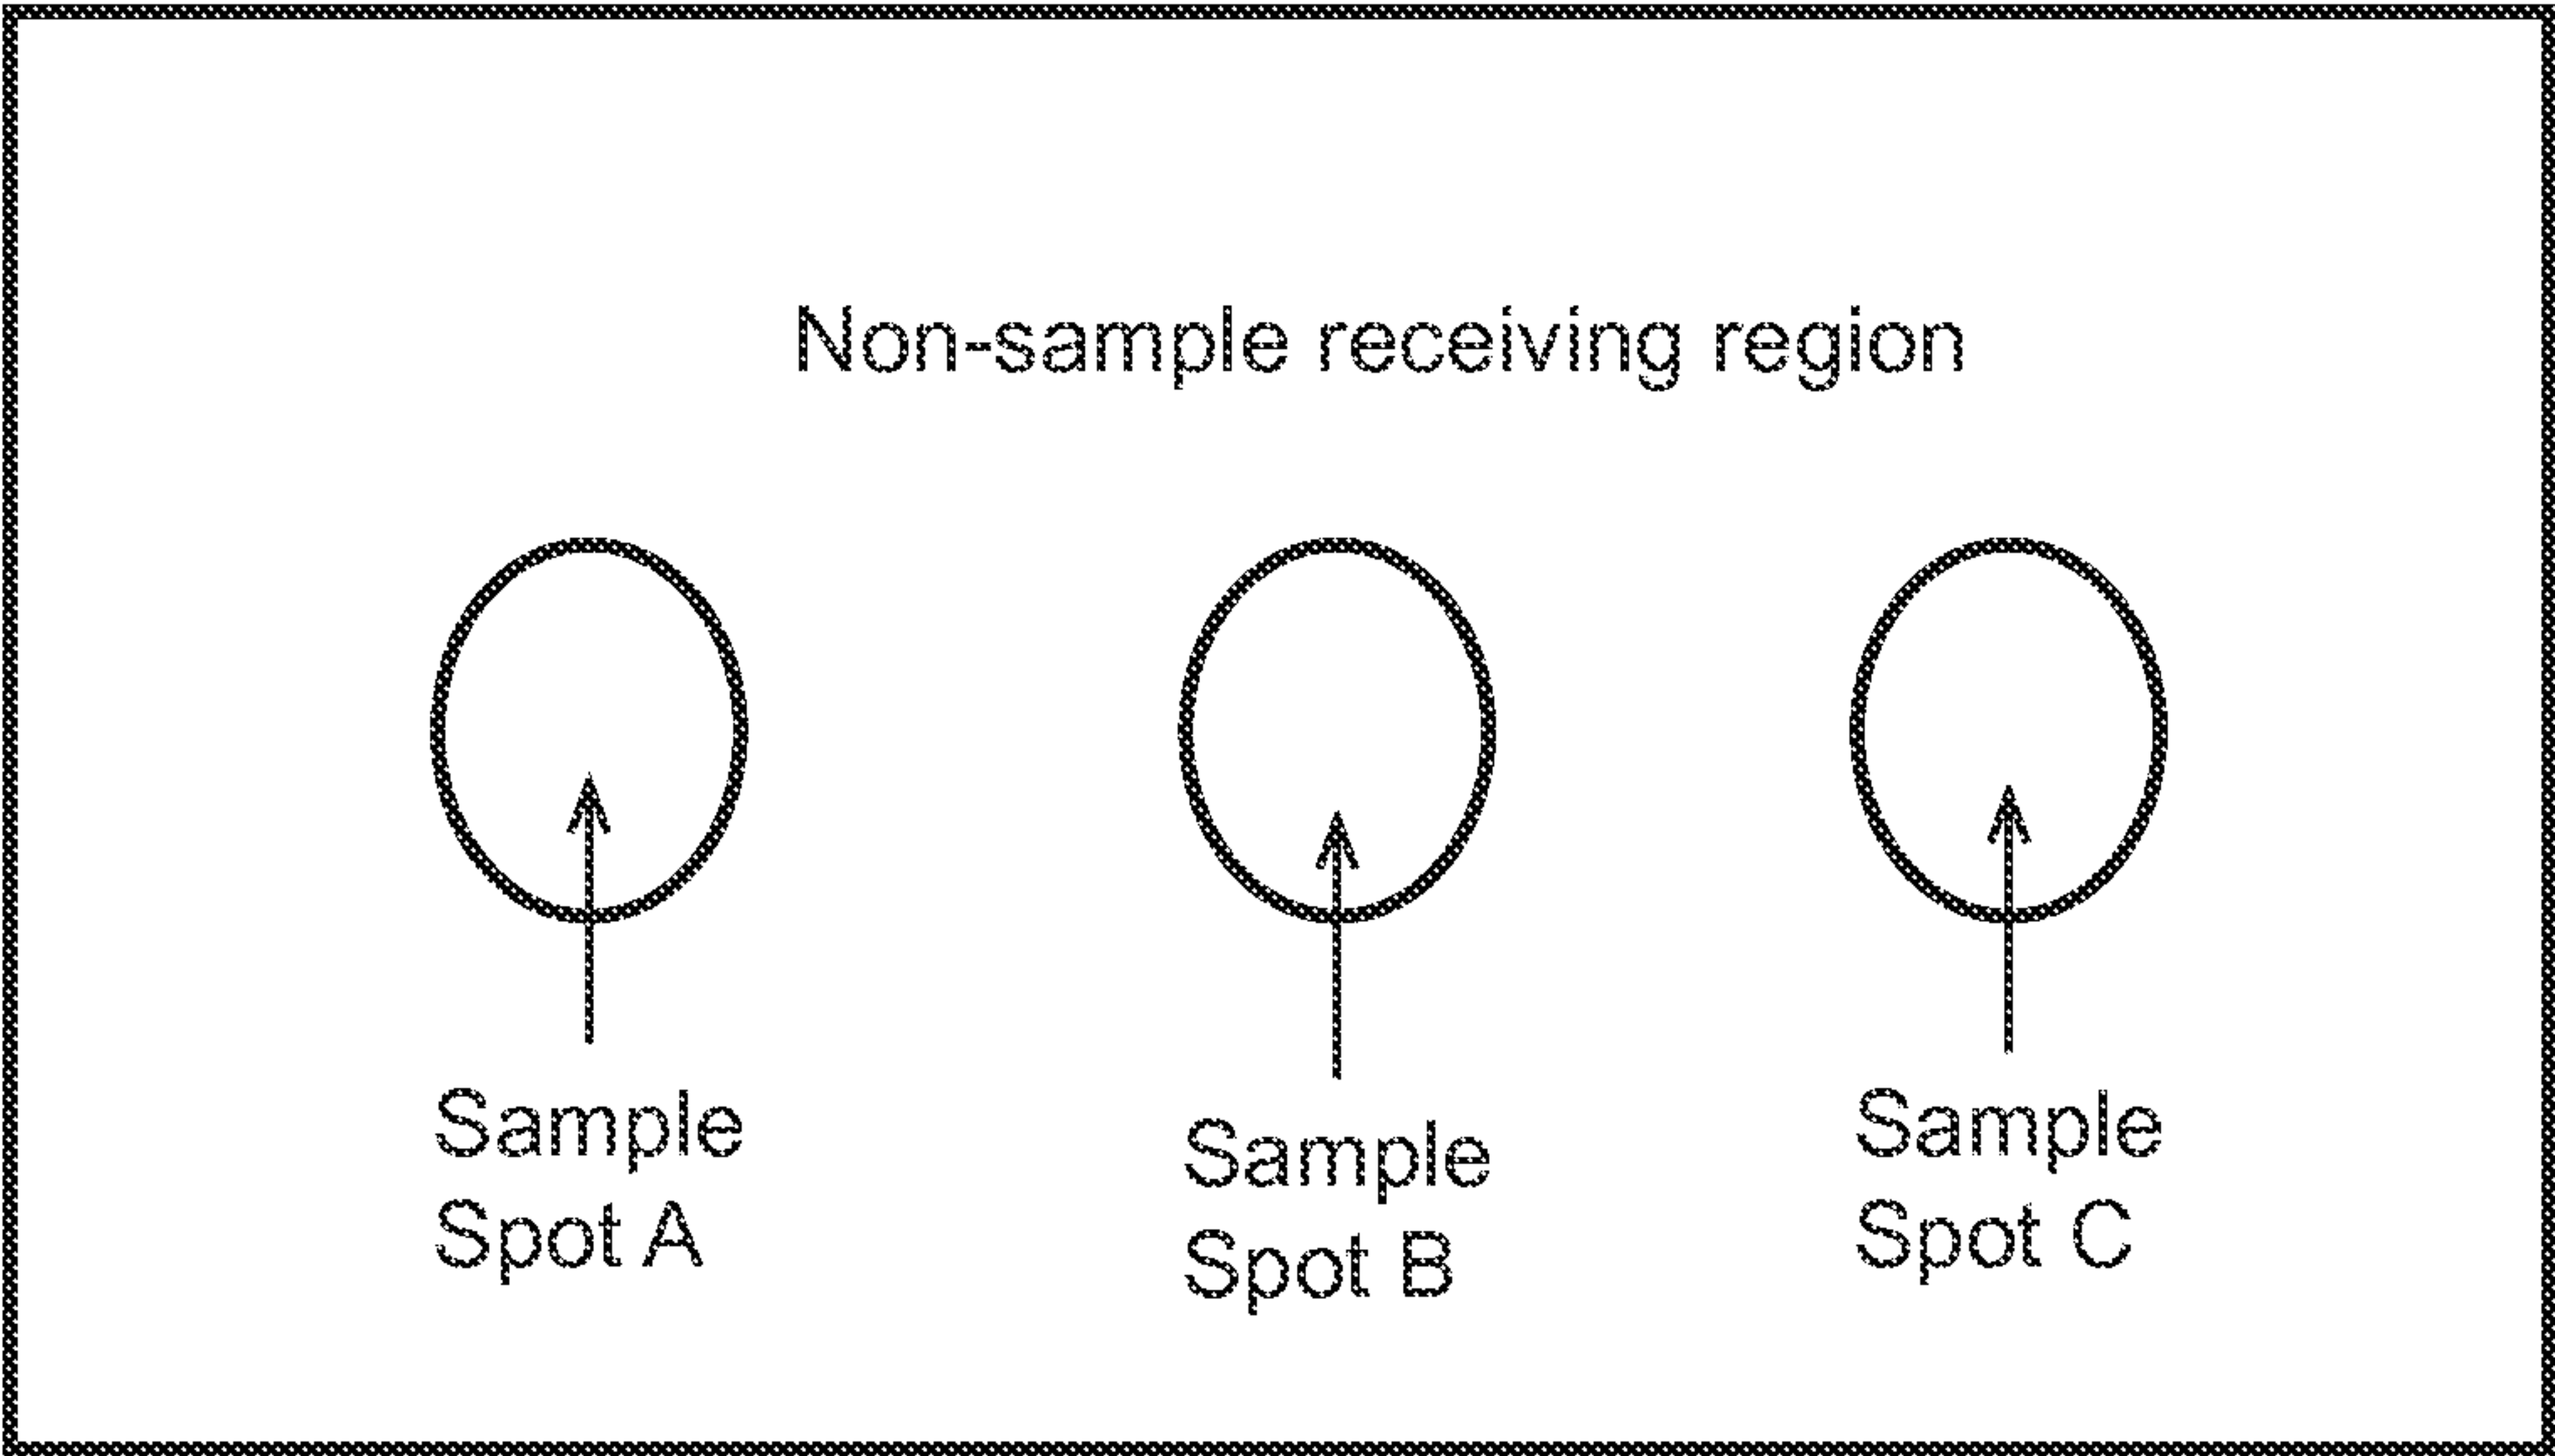 Non-sample receiving region
Sample
Spot A
Sample
Spot B
Sample
Spot C